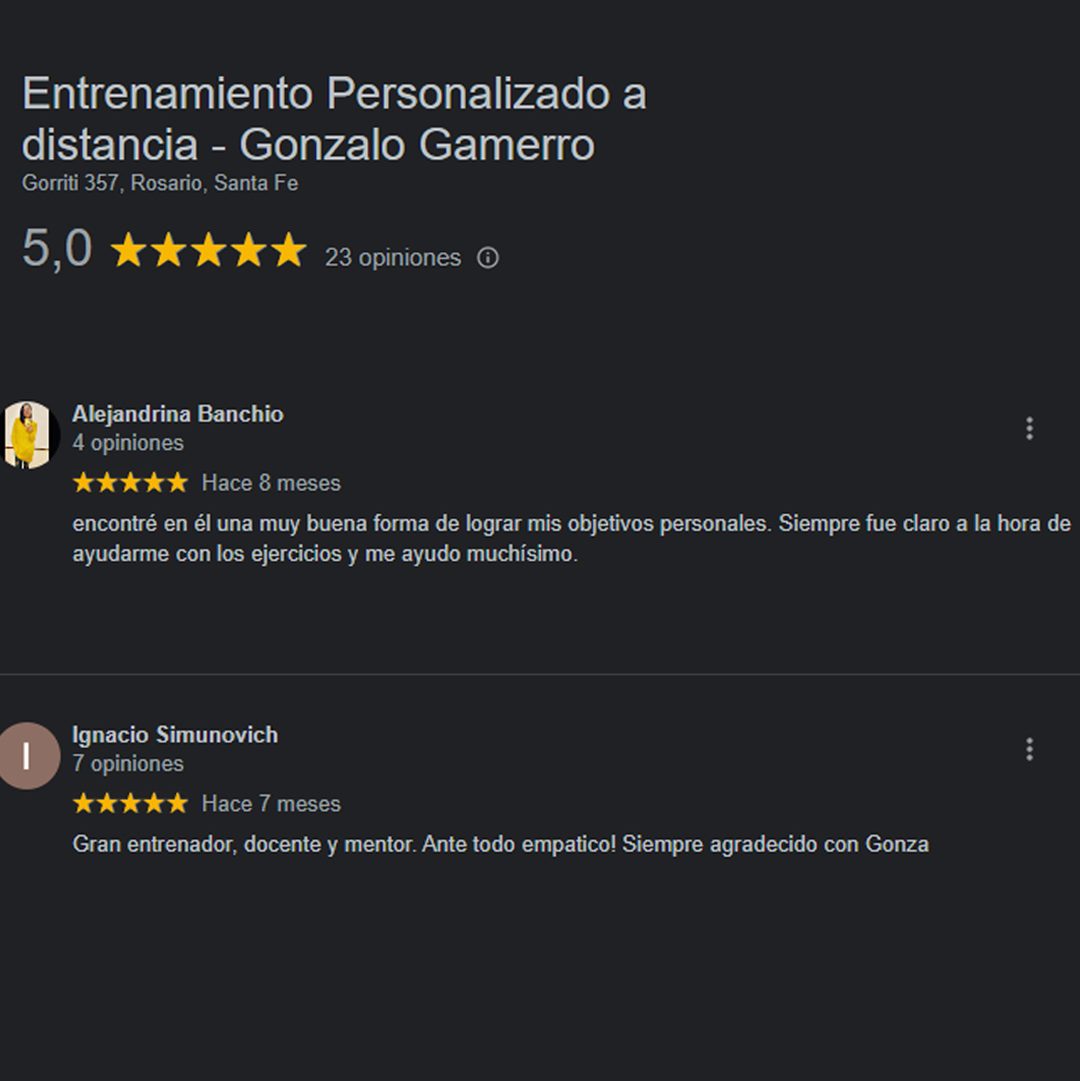 Entrenamiento Personalizado a
distancia - Gonzalo Gamerro
Gorriti 357, Rosario, Santa Fe
5,0 23 opiniones
Alejandrina Banchio
4 opiniones
Hace 8 meses
encontré en él una muy buena forma de lograr mis objetivos personales. Siempre fue claro a la hora de
ayudarme con los ejercicios y me ayudo muchísimo.
I
Ignacio Simunovich
7 opiniones
Hace 7 meses
Gran entrenador, docente y mentor. Ante todo empatico! Siempre agradecido con Gonza